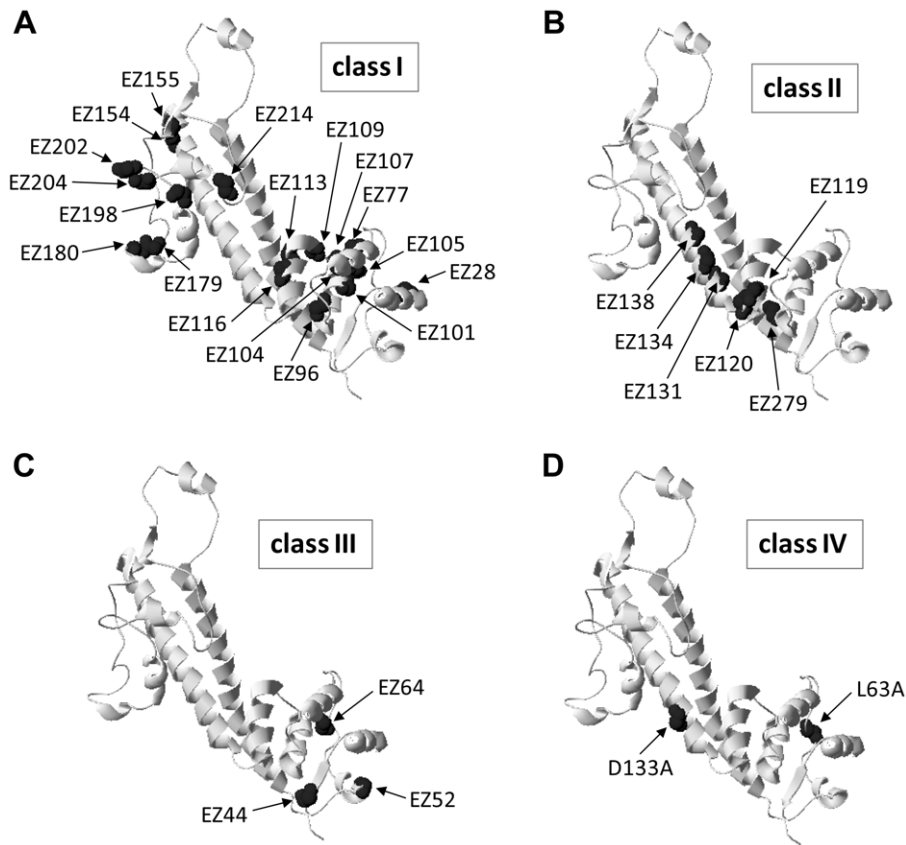 A
class I
EZ155
EZ154
EZ214
EZ109
EZ202
EZ107
EZ204
EZ113
EZ77
EZ198
EZ105
EZ180
EZ28
EZ179
EZ116
EZ101
EZ104
EZ96
B
class II
EZ119
EZ138
EZ134
EZ120
EZ131
EZ279
C
class III
EZ64
EZ44
EZ52
D
class IV
L63A
D133A